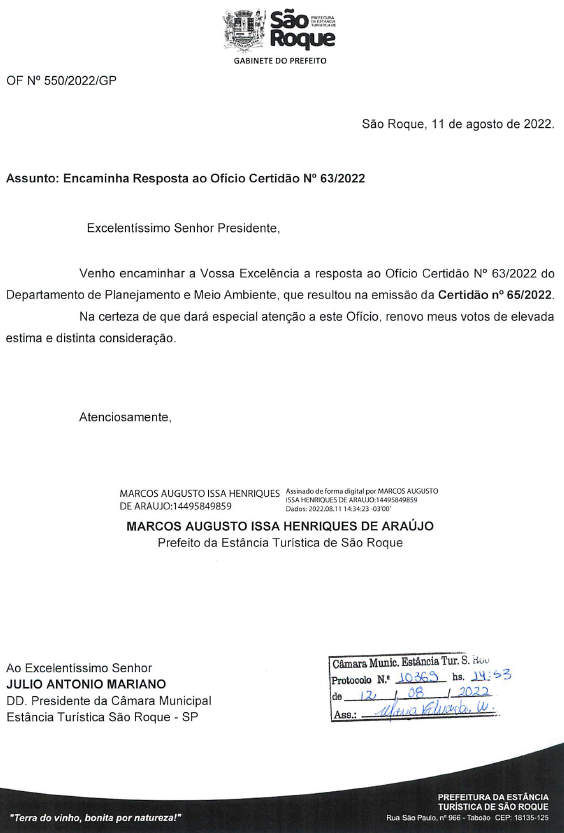 São
Roque
PREFEITURA
DA ESTÂNCIA
TURÍSTICA DE
GABINETE DO PREFEITO
OF Nº 550/2022/GP
São Roque, 11 de agosto de 2022.
Assunto: Encaminha Resposta ao Ofício Certidão Nº 63/2022
Excelentíssimo Senhor Presidente,
Venho encaminhar a Vossa Excelência a resposta ao Ofício Certidão Nº 63/2022 do
Departamento de Planejamento e Meio Ambiente, que resultou na emissão da Certidão nº 65/2022.
Na certeza de que dará especial atenção a este Ofício, renovo meus votos de elevada
estima e distinta consideração.
Atenciosamente,
MARCOS AUGUSTO ISSA HENRIQUES
DE ARAUJO:14495849859
Assinado de forma digital por MARCOS AUGUSTO
ISSA HENRIQUES DE ARAUJO:14495849859
Dados: 2022.08.11 14:34:23 -03'00'
MARCOS AUGUSTO ISSA HENRIQUES DE ARAÚJO
Prefeito da Estância Turística de São Roque
Ao Excelentíssimo Senhor
JULIO ANTONIO MARIANO
DD. Presidente da Câmara Municipal
Estância Turística São Roque - SP
Câmara Munic. Estância Tur. S. Roq
Protocolo N.º 10369 hs. 14:53
de 12 / 08 / 2022
Ass.:
PREFEITURA DA ESTÂNCIA
TURÍSTICA DE SÃO ROQUE
"Terra do vinho, bonita por natureza!"
Rua São Paulo, nº 966 - Taboão CEP: 18135-125